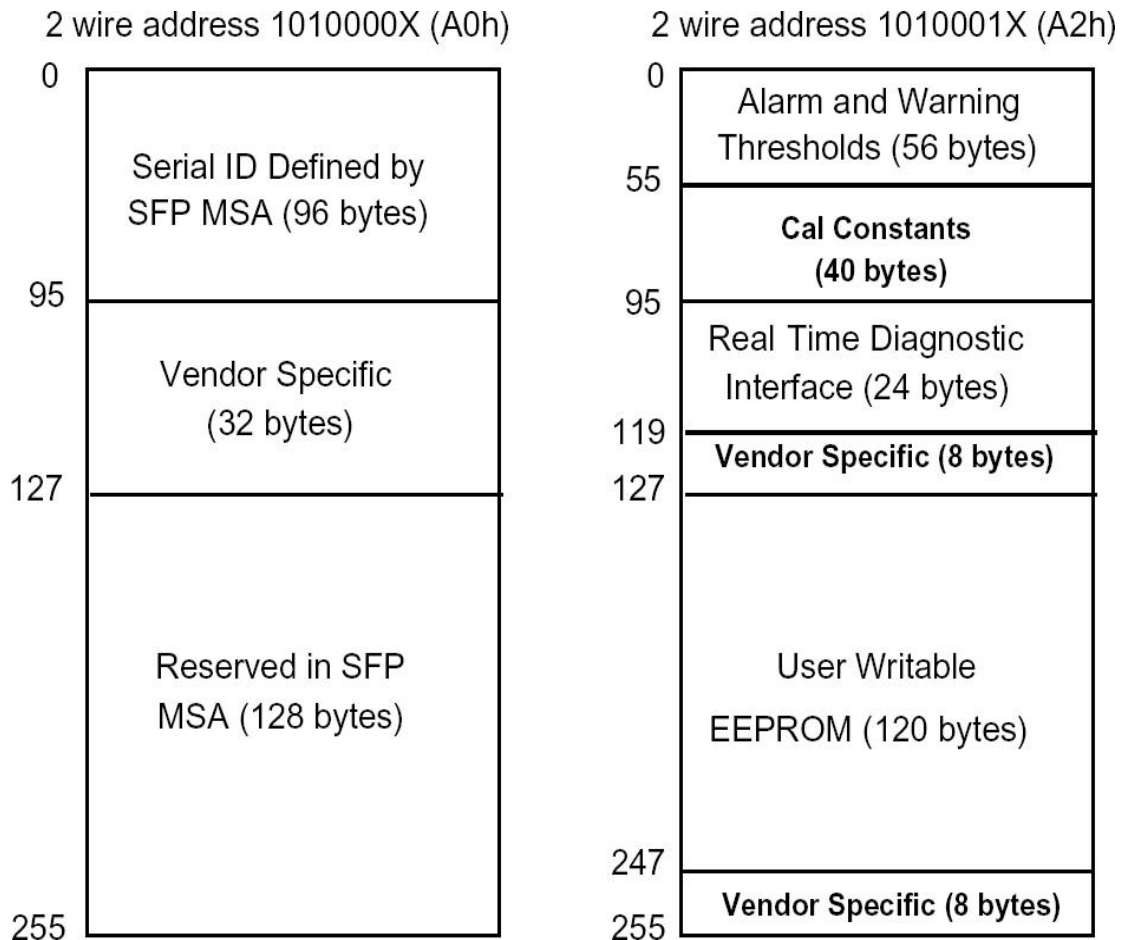 2 wire address 1010000X (A0h)
0
Serial ID Defined by
SFP MSA (96 bytes)
95
Vendor Specific
(32 bytes)
127
Reserved in SFP
MSA (128 bytes)
255
2 wire address 1010001X (A2h)
0
Alarm and Warning
Thresholds (56 bytes)
55
Cal Constants
(40 bytes)
95
Real Time Diagnostic
Interface (24 bytes)
119
Vendor Specific (8 bytes)
127
User Writable
EEPROM (120 bytes)
247
Vendor Specific (8 bytes)
255